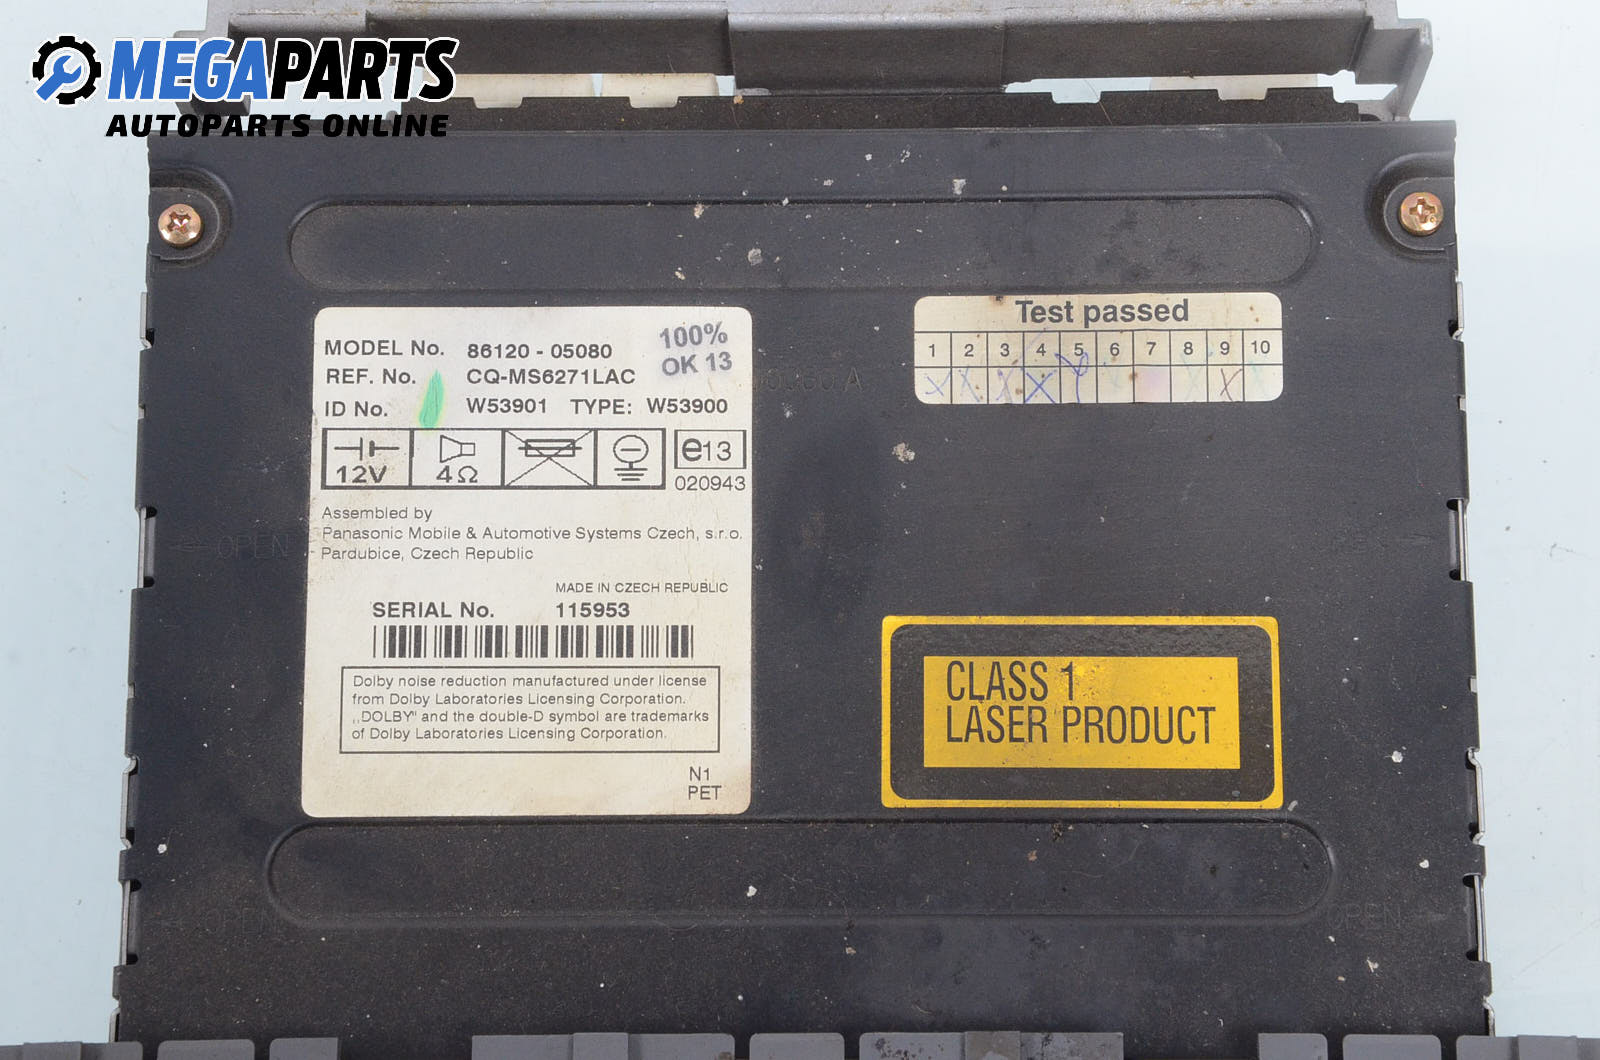 MEGAPARTS
AUTOPARTS ONLINE
MODEL No. 86120 - 05080
100%
OK 13
REF. No. CQ-MS6271LAC
ID No. W53901 TYPE: W53900
12V
4Ω
e13
020943
Assembled by
Panasonic Mobile & Automotive Systems Czech, s.r.o.
Pardubice, Czech Republic
MADE IN CZECH REPUBLIC
SERIAL No. 115953
Dolby noise reduction manufactured under license
from Dolby Laboratories Licensing Corporation.
,,DOLBY" and the double-D symbol are trademarks
of Dolby Laboratories Licensing Corporation.
N1
PET
Test passed
1 2 3 4 5 6 7 8 9 10
CLASS 1
LASER PRODUCT
OPEN
OPEN
OPEN